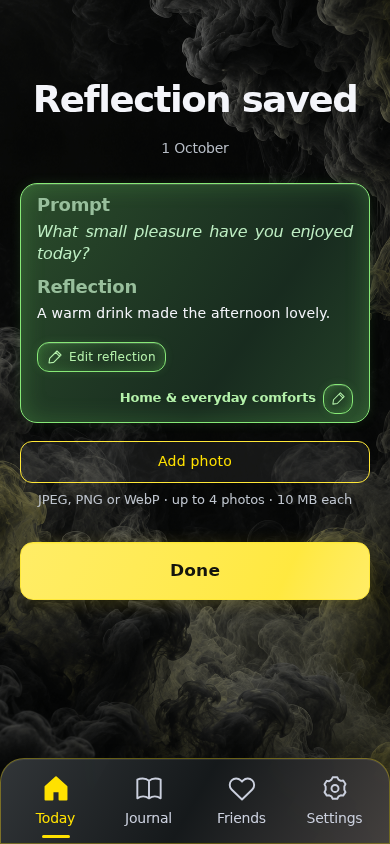 Reflection saved
1 October
Prompt
What small pleasure have you enjoyed
today?
Reflection
A warm drink made the afternoon lovely.
Edit reflection
Home & everyday comforts
Add photo
JPEG, PNG or WebP · up to 4 photos · 10 MB each
Done
Today
Journal
Friends
Settings